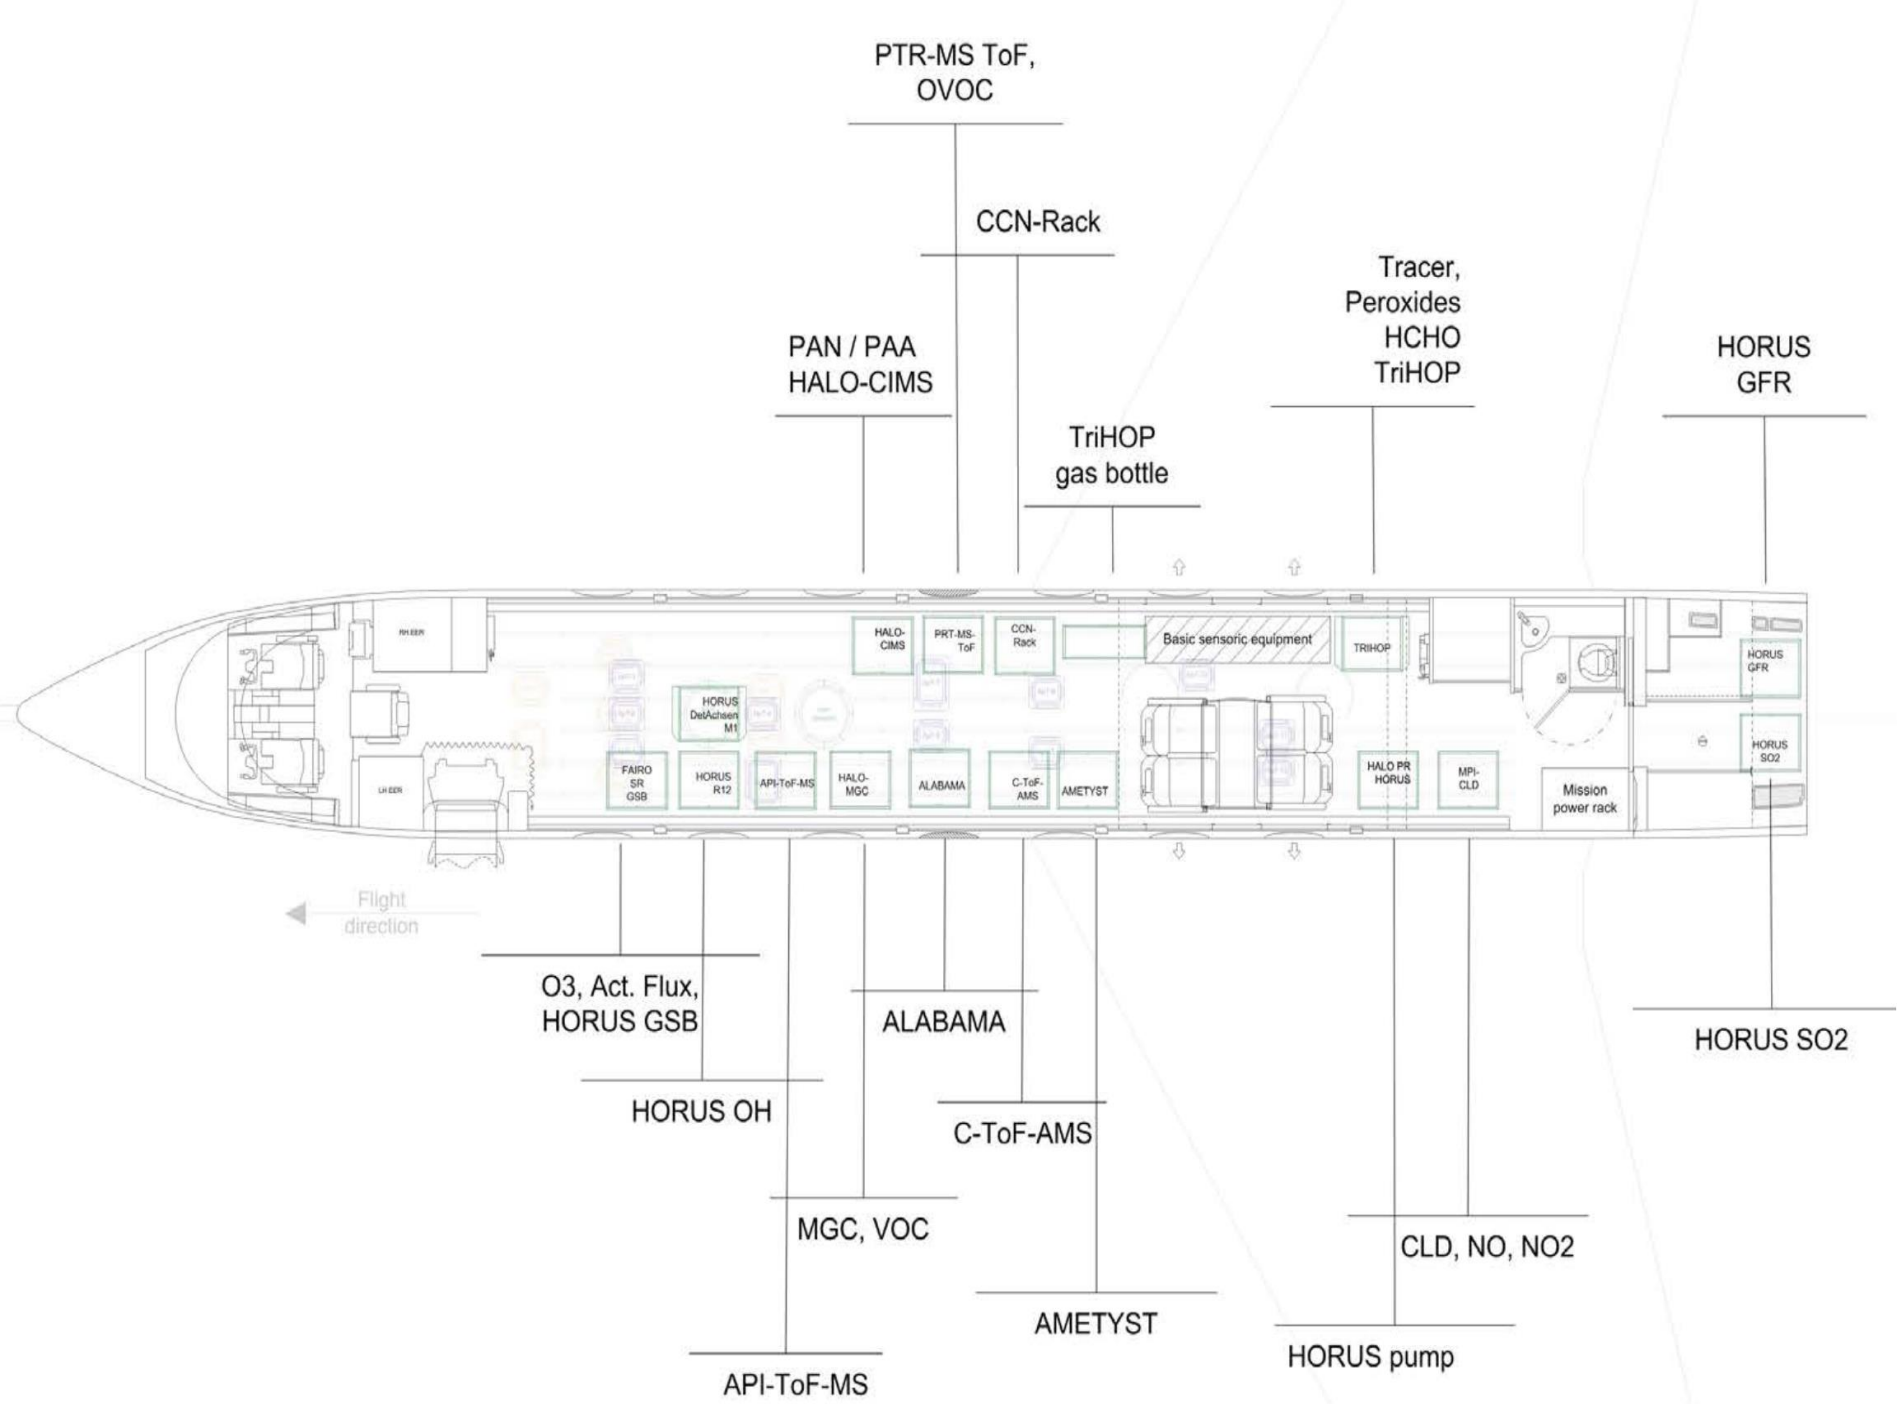 PTR-MS ToF,
OVOC
CCN-Rack
Tracer,
Peroxides
HCHO
TriHOP
PAN / PAA
HALO-CIMS
HORUS
GFR
TriHOP
gas bottle
RH EER
HALO-
CIMS
PRT-MS-
ToF
CCN-
Rack
Basic sensoric equipment
TRIHOP
HORUS
GFR
HORUS
DetAchsen
M1
HORUS
SO2
LH EER
FAIRO
SR
GSB
HORUS
R12
API-ToF-MS
HALO-
MGC
ALABAMA
C-ToF-
AMS
AMETYST
HALO PR
HORUS
MPI-
CLD
Mission
power rack
Flight
direction
O3, Act. Flux,
HORUS GSB
ALABAMA
HORUS SO2
HORUS OH
C-ToF-AMS
MGC, VOC
CLD, NO, NO2
AMETYST
HORUS pump
API-ToF-MS